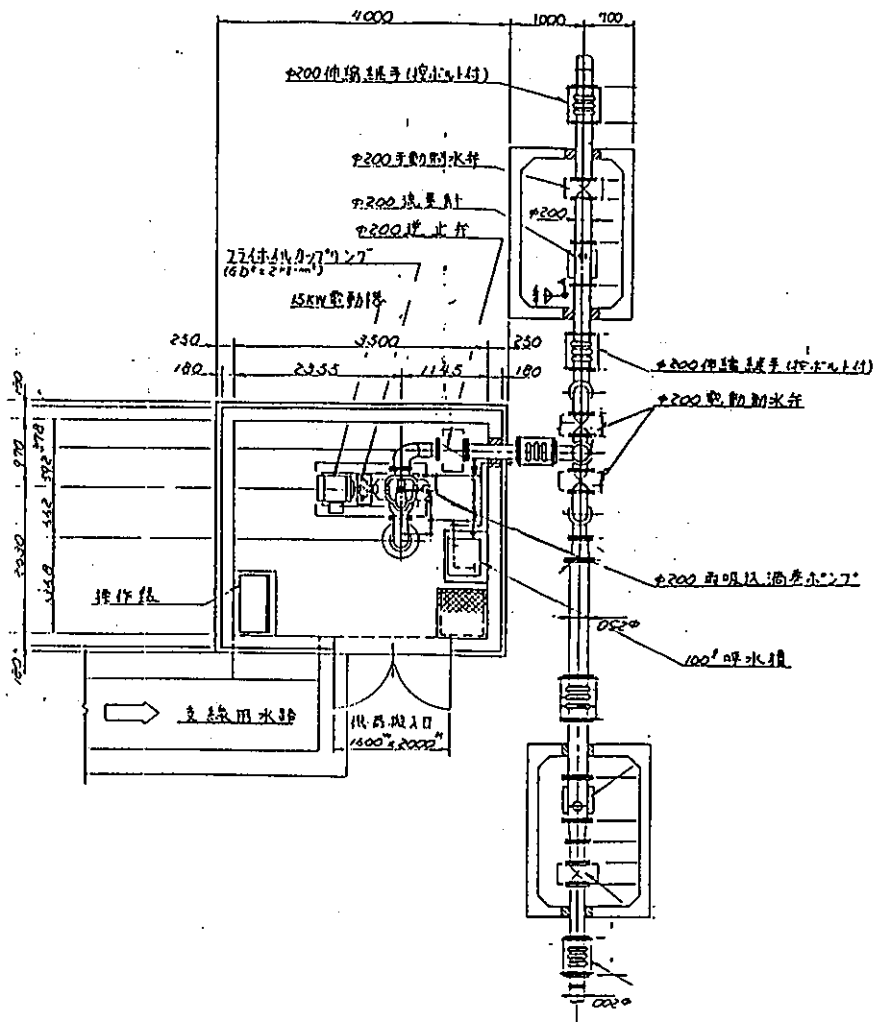 4000
1000
700
φ200伸縮継手(控ボルト付)
φ200手動制水弁
φ200流量計
φ200
φ200逆止弁
フライホイルカップリング
15KW電動機
250
3500
250
180
2355
1145
180
φ200伸縮継手(控ボルト付)
φ200電動制水弁
970
2030
操作盤
φ200両吸込渦巻ポンプ
φ250
100ℓ呼水槽
支線用水路
機器搬入口
φ200